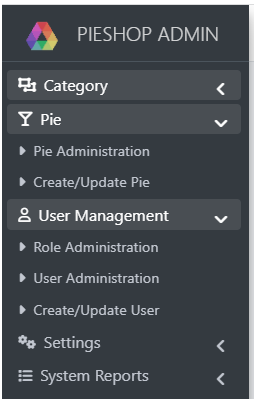 PIESHOP ADMIN
Category
Pie
Pie Administration
Create/Update Pie
User Management
Role Administration
User Administration
Create/Update User
Settings
System Reports